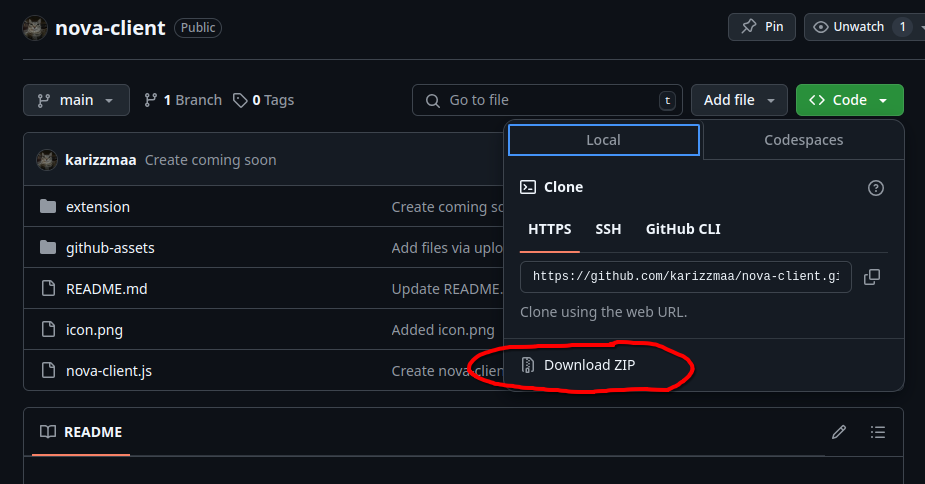 nova-client Public Pin Unwatch 1
main 1 Branch 0 Tags Go to file t Add file Code
Local Codespaces
karizzmaa Create coming soon
Clone
extension Create coming so
HTTPS SSH GitHub CLI
github-assets Add files via uplo
https://github.com/karizzmaa/nova-client.gi
README.md Update README.
Clone using the web URL.
icon.png Added icon.png
Download ZIP
nova-client.js Create nova-clien
README